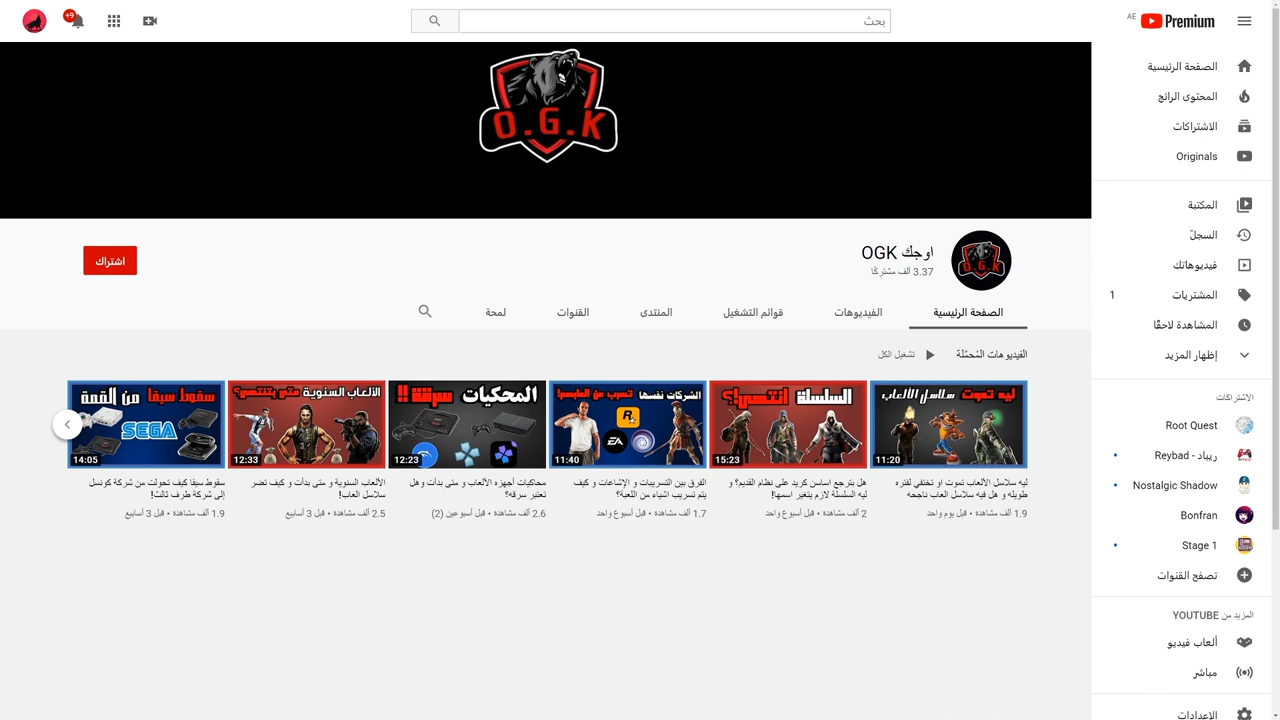 AE
Premium
بحث
+9
O.G.K
اوجك OGK
3.37 ألف مشتركًا
O.G.K
اشتراك
الصفحة الرئيسية
الفيديوهات
قوائم التشغيل
المنتدى
القنوات
لمحة
الفيديوهات المُحمّلة
تشغيل الكل
ليه تموت سلاسل الألعاب
11:20
السلسلة انتهى؟!
15:23
الشركات نفسها تسرب عن العابهم!؟
R
EA
11:40
المحكيات سرقة!!
12:23
الألعاب السنوية متى بتنتهي؟
12:33
سقوط سيقا من القمة
SEGA
14:05
ليه سلاسل الألعاب تموت او تختفي لفتره
طويله و هل فيه سلاسل العاب ناجحه
1.9 ألف مشاهدة • قبل يوم واحد
هل بترجع اساسن كريد على نظام القديم؟ و
ليه السلسلة لازم يتغير اسمها!
2 ألف مشاهدة • قبل أسبوع واحد
الفرق بين التسريبات و الإشاعات و كيف
يتم تسريب اشياء من اللعبة؟
1.7 ألف مشاهدة • قبل أسبوع واحد
محاكيات أجهزه الألعاب و متى بدأت و هل
تعتبر سرقه؟
2.6 ألف مشاهدة • قبل أسبوعين (2)
الألعاب السنوية و متى بدأت و كيف تضر
سلاسل العاب!
2.5 ألف مشاهدة • قبل 3 أسابيع
سقوط سيقا كيف تحولت من شركة كونسل
إلى شركة طرف ثالث!
1.9 ألف مشاهدة • قبل 3 أسابيع
الصفحة الرئيسية
المحتوى الرائج
الاشتراكات
Originals
المكتبة
السجلّ
فيديوهاتك
المشتريات 1
المشاهدة لاحقًا
إظهار المزيد
الاشتراكات
Root Quest
ريباد - Reybad
Nostalgic Shadow
Bonfran
Stage 1
تصفح القنوات
المزيد من YOUTUBE
ألعاب فيديو
مباشر
الإعدادات